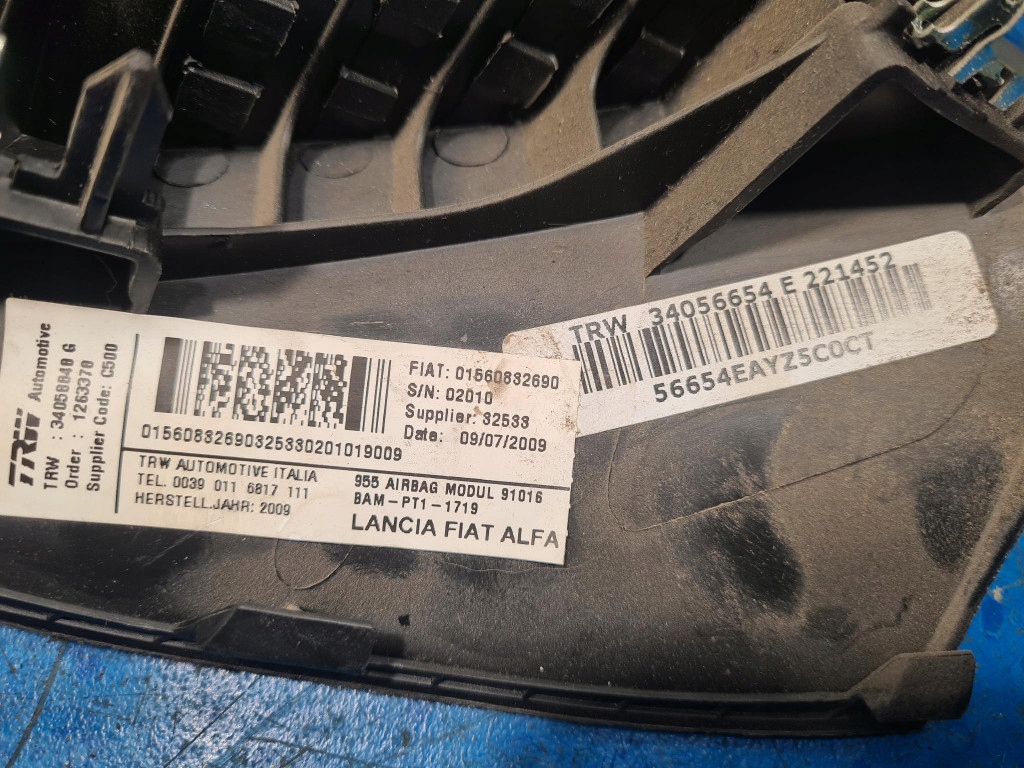 TRW Automotive
TRW : 34058848 G
Order : 1263370
Supplier Code: C500
FIAT: 01560832690
S/N: 02010
Supplier: 32533
Date: 09/07/2009
01560832690325330201019009
TRW AUTOMOTIVE ITALIA
TEL. 0039 011 6817 111
HERSTELL.JAHR: 2009
955 AIRBAG MODUL 91016
BAM-PT1-1719
LANCIA FIAT ALFA
TRW 34056654 E 221452
56654EAYZ5C0CT